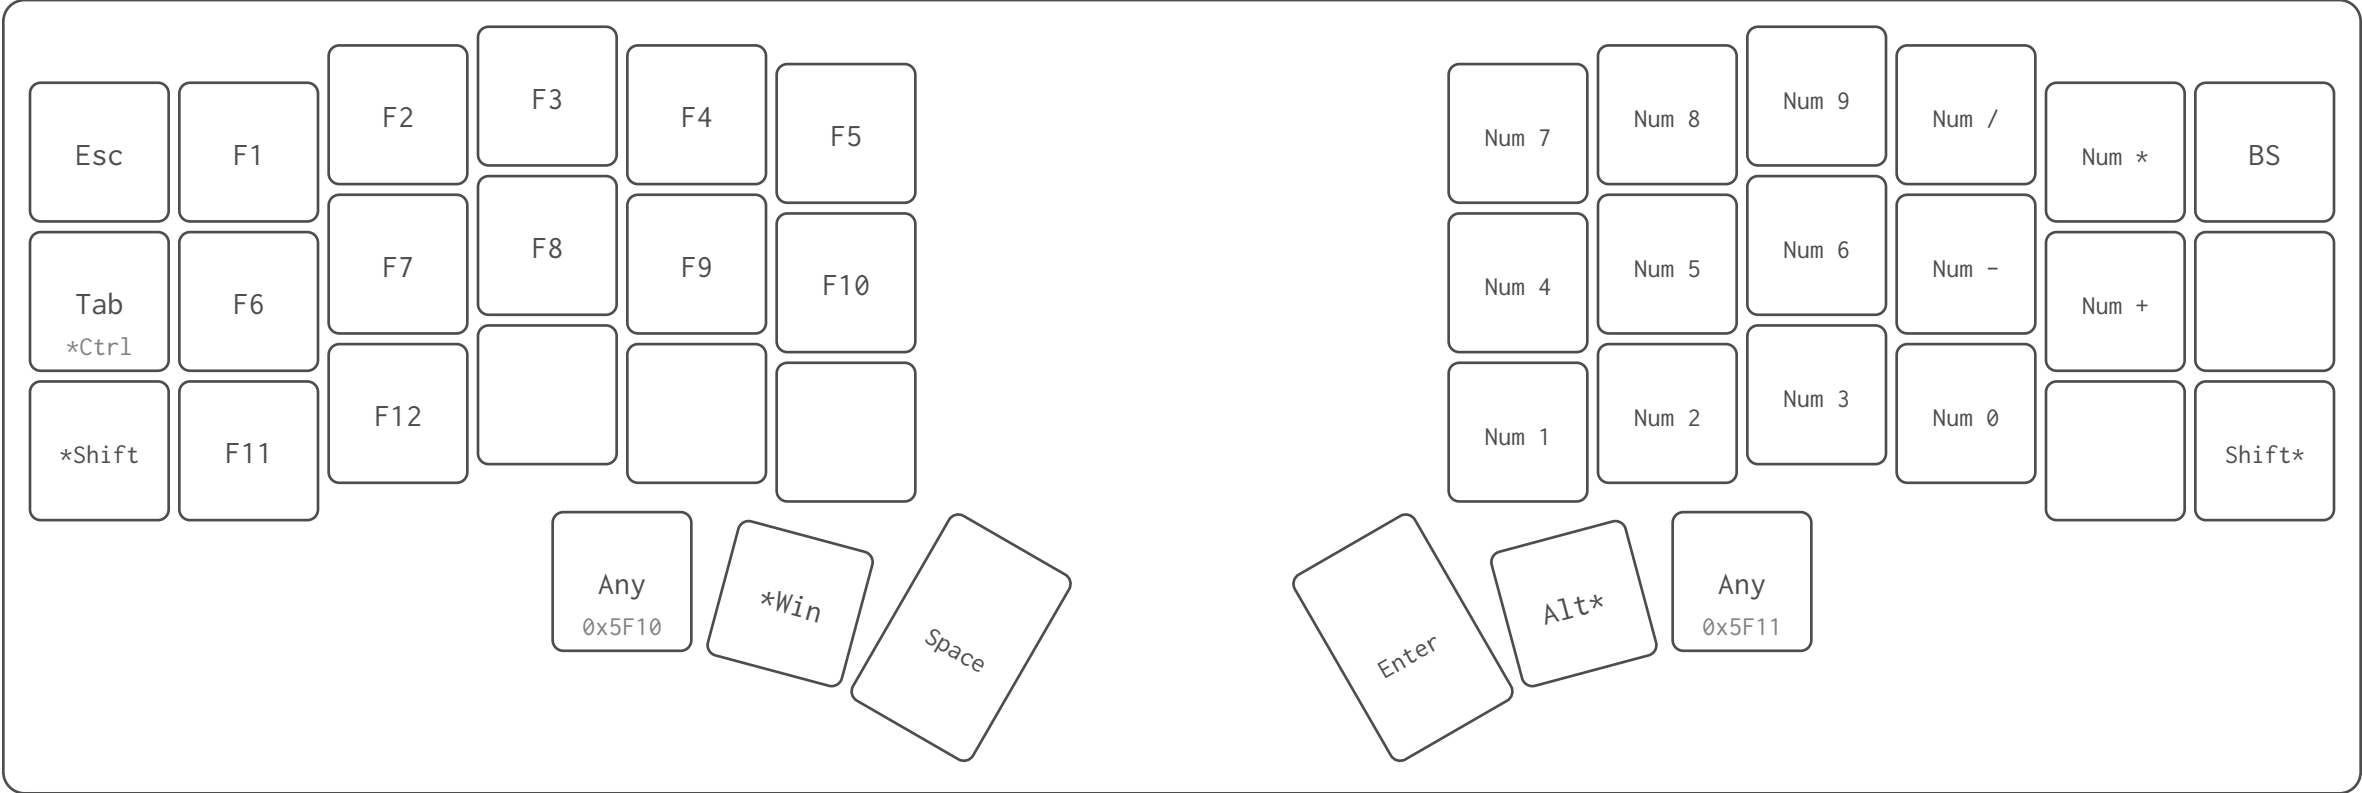 Esc
F1
F2
F3
F4
F5
Num 7
Num 8
Num 9
Num /
Num *
BS
Tab
*Ctrl
F6
F7
F8
F9
F10
Num 4
Num 5
Num 6
Num -
Num +
*Shift
F11
F12
Num 1
Num 2
Num 3
Num 0
Shift*
Any
0x5F10
*Win
Space
Enter
Alt*
Any
0x5F11